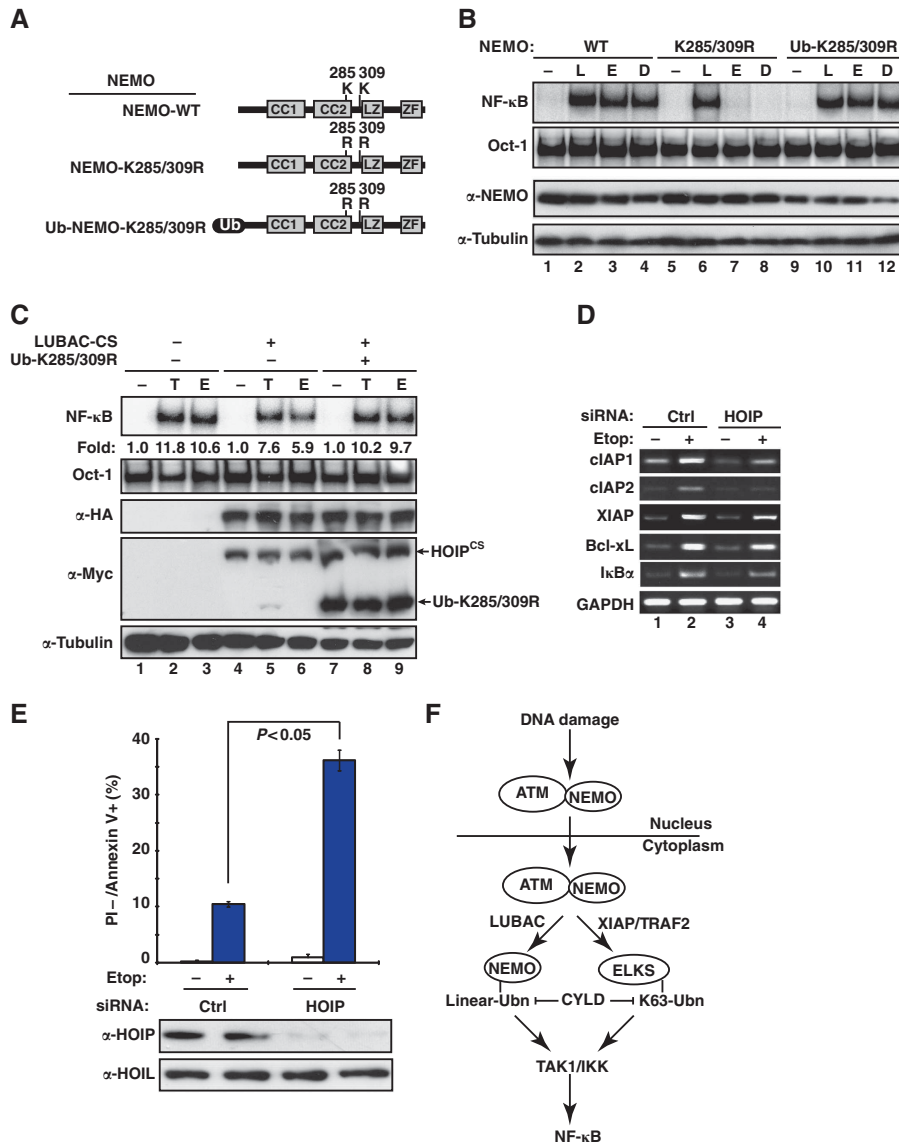 A
NEMO
285 309
K K
NEMO-WT
CC1 CC2 LZ ZF
285 309
R R
NEMO-K285/309R
CC1 CC2 LZ ZF
285 309
R R
Ub-NEMO-K285/309R
Ub CC1 CC2 LZ ZF
B
NEMO: WT K285/309R Ub-K285/309R
– L E D – L E D – L E D
NF-κB
Oct-1
α-NEMO
α-Tubulin
1 2 3 4 5 6 7 8 9 10 11 12
C
LUBAC-CS – + +
Ub-K285/309R – – +
– T E – T E – T E
NF-κB
Fold: 1.0 11.8 10.6 1.0 7.6 5.9 1.0 10.2 9.7
Oct-1
α-HA
α-Myc
HOIPCS
Ub-K285/309R
α-Tubulin
1 2 3 4 5 6 7 8 9
D
siRNA: Ctrl HOIP
Etop: – + – +
cIAP1
cIAP2
XIAP
Bcl-xL
IκBα
GAPDH
1 2 3 4
E
PI–/Annexin V+ (%)
40
30
20
10
0
P<0.05
Etop: – + – +
siRNA: Ctrl HOIP
α-HOIP
α-HOIL
F
DNA damage
ATM NEMO
Nucleus
Cytoplasm
ATM NEMO
LUBAC XIAP/TRAF2
NEMO ELKS
Linear-Ubn CYLD K63-Ubn
TAK1/IKK
NF-κB